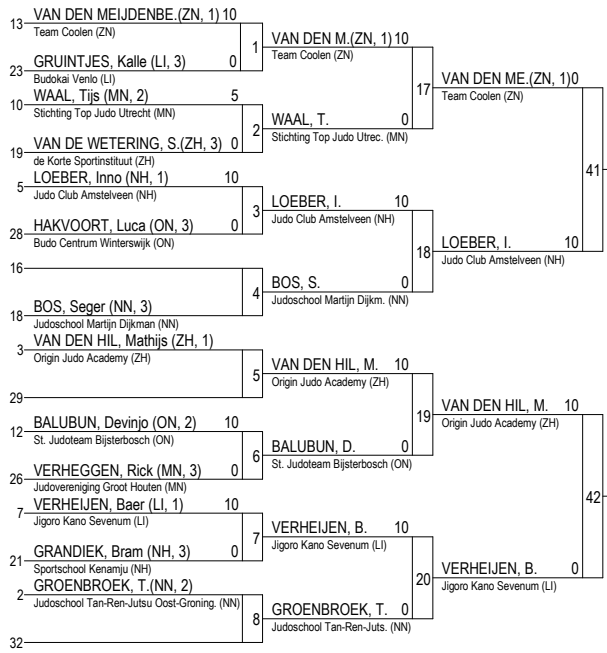 13 VAN DEN MEIJDENBE.(ZN, 1) 10
Team Coolen (ZN)
1
23 GRUINTJES, Kalle (LI, 3) 0
Budokai Venlo (LI)
10 WAAL, Tijs (MN, 2) 5
Stichting Top Judo Utrecht (MN)
2
19 VAN DE WETERING, S.(ZH, 3) 0
de Korte Sportinstituut (ZH)
5 LOEBER, Inno (NH, 1) 10
Judo Club Amstelveen (NH)
3
28 HAKVOORT, Luca (ON, 3) 0
Budo Centrum Winterswijk (ON)
16
4
18 BOS, Seger (NN, 3)
Judoschool Martijn Dijkman (NN)
3 VAN DEN HIL, Mathijs (ZH, 1)
Origin Judo Academy (ZH)
5
29
12 BALUBUN, Devinjo (ON, 2) 10
St. Judoteam Bijsterbosch (ON)
6
26 VERHEGGEN, Rick (MN, 3) 0
Judovereniging Groot Houten (MN)
7 VERHEIJEN, Baer (LI, 1) 10
Jigoro Kano Sevenum (LI)
7
21 GRANDIEK, Bram (NH, 3) 0
Sportschool Kenamju (NH)
2 GROENBROEK, T.(NN, 2)
Judoschool Tan-Ren-Jutsu Oost-Groning. (NN)
8
32
VAN DEN M.(ZN, 1) 10
Team Coolen (ZN)
17
WAAL, T. 0
Stichting Top Judo Utrec. (MN)
LOEBER, I. 10
Judo Club Amstelveen (NH)
18
BOS, S. 0
Judoschool Martijn Dijkm. (NN)
VAN DEN HIL, M. 10
Origin Judo Academy (ZH)
19
BALUBUN, D. 0
St. Judoteam Bijsterbosch (ON)
VERHEIJEN, B. 10
Jigoro Kano Sevenum (LI)
20
GROENBROEK, T. 0
Judoschool Tan-Ren-Juts. (NN)
VAN DEN ME.(ZN, 1) 0
Team Coolen (ZN)
41
LOEBER, I. 10
Judo Club Amstelveen (NH)
VAN DEN HIL, M. 10
Origin Judo Academy (ZH)
42
VERHEIJEN, B. 0
Jigoro Kano Sevenum (LI)